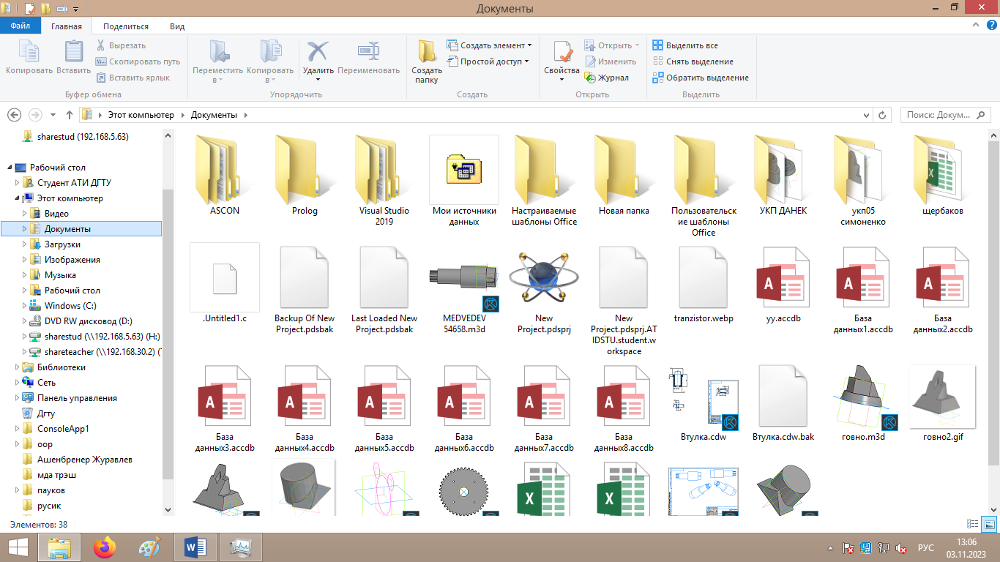 Документы
Файл
Главная
Поделиться
Вид
Копировать
Вставить
Вырезать
Скопировать путь
Вставить ярлык
Буфер обмена
Переместить в
Копировать в
Удалить
Переименовать
Упорядочить
Создать папку
Создать элемент
Простой доступ
Создать
Свойства
Открыть
Изменить
Журнал
Открыть
Выделить все
Снять выделение
Обратить выделение
Выделить
Этот компьютер
Документы
Поиск: Докум...
sharestud (192.168.5.63)
Рабочий стол
Студент АТИ ДГТУ
Этот компьютер
Видео
Документы
Загрузки
Изображения
Музыка
Рабочий стол
Windows (C:)
DVD RW дисковод (D:)
sharestud (\\192.168.5.63) (H:)
shareteacher (\\192.168.30.2) (
Библиотеки
Сеть
Панель управления
Дгту
ConsoleApp1
oop
Ашенбренер Журавлев
мда трэш
пауков
русик
ASCON
Prolog
Visual Studio
2019
Мои источники
данных
Настраиваемые
шаблоны Office
Новая папка
Пользовательск
ие шаблоны
Office
УКП ДАНЕК
укп05
симоненко
щербаков
.Untitled1.c
Backup Of New
Project.pdsbak
Last Loaded New
Project.pdsbak
MEDVEDEV
54658.m3d
New
Project.pdsprj
New
Project.pdsprj.AT
IDSTU.student.w
orkspace
tranzistor.webp
yy.accdb
База
данных1.accdb
База
данных2.accdb
База
данных3.accdb
База
данных4.accdb
База
данных5.accdb
База
данных6.accdb
База
данных7.accdb
База
данных8.accdb
Втулка.cdw
Втулка.cdw.bak
говно.m3d
говно2.gif
Элементов: 38
РУС
13:06
03.11.2023